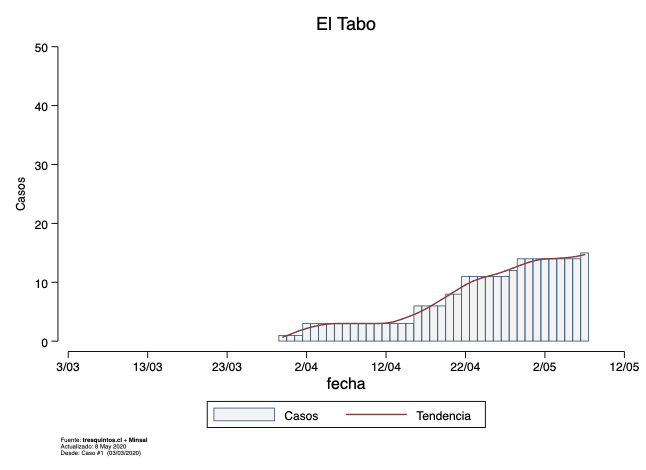 El Tabo
50
40
30
20
10
0
Casos
3/03 13/03 23/03 2/04 12/04 22/04 2/05 12/05
fecha
Casos Tendencia
Fuente: tresquintos.cl + Minsal
Actualizado: 8 May 2020
Desde: Caso #1 (03/03/2020)